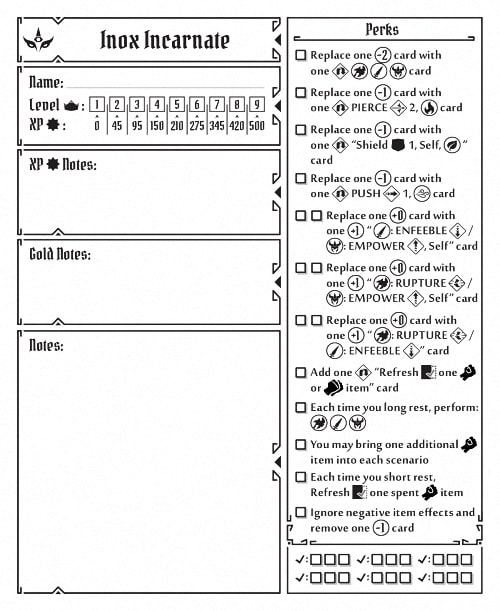 Inox Incarnate
Name:
Level : 1 2 3 4 5 6 7 8 9
XP : 0 45 95 150 210 275 345 420 500
XP Notes:
Gold Notes:
Notes:
Perks
Replace one -2 card with
one card
Replace one -1 card with
one PIERCE 2, card
Replace one -1 card with
one "Shield 1, Self, "
card
Replace one -1 card with
one PUSH 1, card
Replace one +0 card with
one +1 " : ENFEEBLE /
: EMPOWER , Self" card
Replace one +0 card with
one +1 " : RUPTURE /
: EMPOWER , Self" card
Replace one +0 card with
one +1 " : RUPTURE /
: ENFEEBLE " card
Add one "Refresh one
or item" card
Each time you long rest, perform:
You may bring one additional
item into each scenario
Each time you short rest,
Refresh one spent item
Ignore negative item effects and
remove one -1 card
: : :
: : :